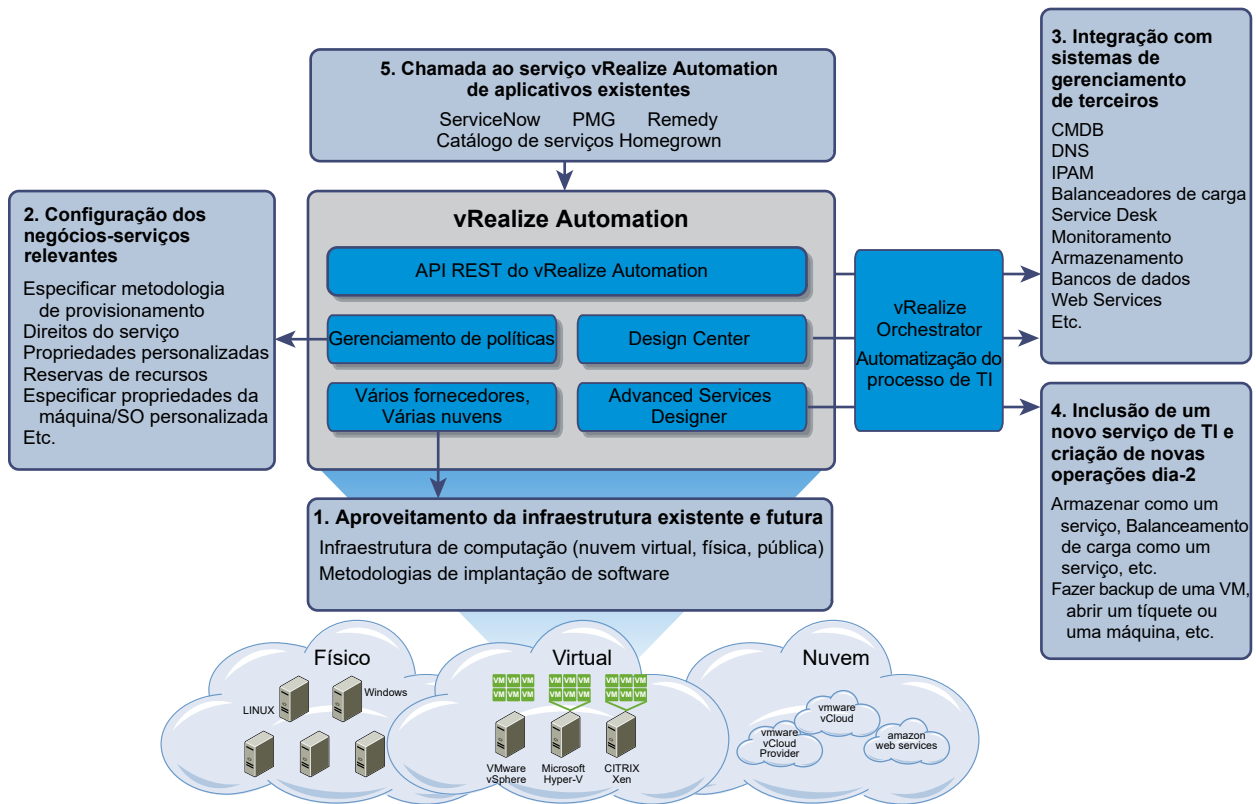 5. Chamada ao serviço vRealize Automation
de aplicativos existentes
ServiceNow PMG Remedy
Catálogo de serviços Homegrown
3. Integração com
sistemas de
gerenciamento
de terceiros
CMDB
DNS
IPAM
Balanceadores de carga
Service Desk
Monitoramento
Armazenamento
Bancos de dados
Web Services
Etc.
2. Configuração dos
negócios-serviços
relevantes
Especificar metodologia
de provisionamento
Direitos do serviço
Propriedades personalizadas
Reservas de recursos
Especificar propriedades da
máquina/SO personalizada
Etc.
vRealize Automation
API REST do vRealize Automation
Gerenciamento de políticas
Design Center
Vários fornecedores,
Várias nuvens
Advanced Services
Designer
vRealize
Orchestrator
Automatização do
processo de TI
4. Inclusão de um
novo serviço de TI e
criação de novas
operações dia-2
Armazenar como um
serviço, Balanceamento
de carga como um
serviço, etc.
Fazer backup de uma VM,
abrir um tíquete ou
uma máquina, etc.
1. Aproveitamento da infraestrutura existente e futura
Infraestrutura de computação (nuvem virtual, física, pública)
Metodologias de implantação de software
Físico
LINUX
Windows
Virtual
VM VM VM VM VM VM VM VM VM
VM VM VM VM VM VM VM VM VM
VMware
vSphere
Microsoft
Hyper-V
CITRIX
Xen
Nuvem
vmware
vCloud
vmware
vCloud
Provider
amazon
web services